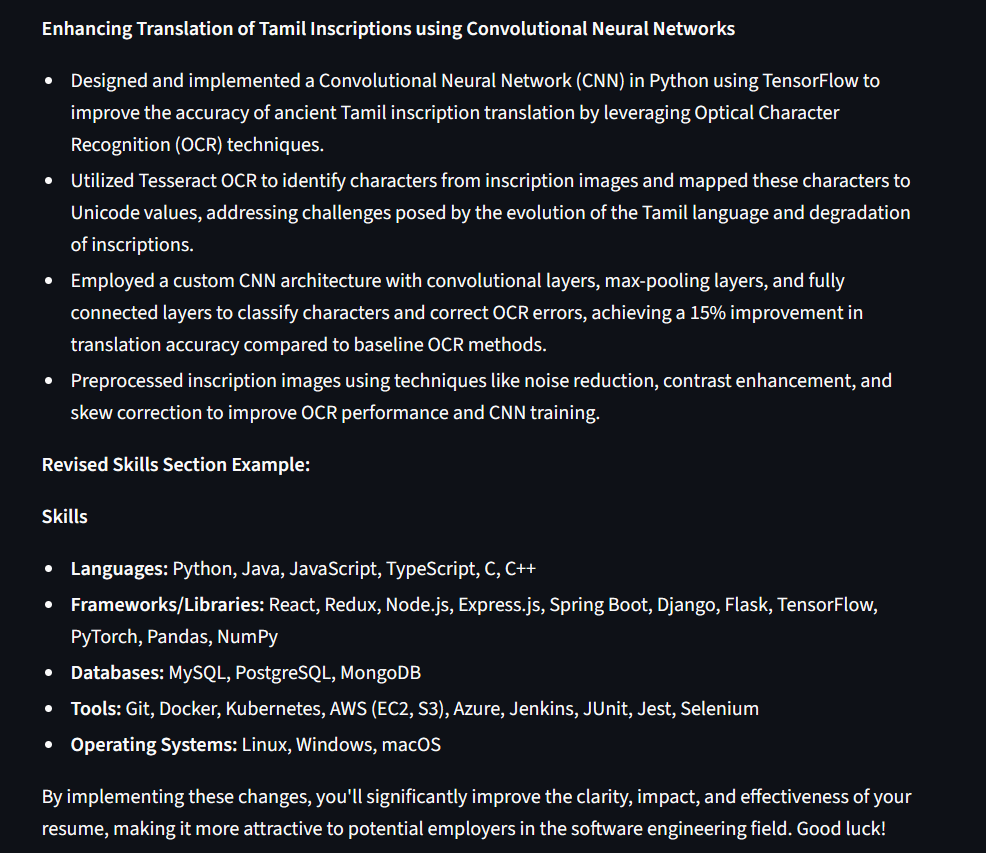 Enhancing Translation of Tamil Inscriptions using Convolutional Neural Networks
• Designed and implemented a Convolutional Neural Network (CNN) in Python using TensorFlow to
improve the accuracy of ancient Tamil inscription translation by leveraging Optical Character
Recognition (OCR) techniques.
• Utilized Tesseract OCR to identify characters from inscription images and mapped these characters to
Unicode values, addressing challenges posed by the evolution of the Tamil language and degradation
of inscriptions.
• Employed a custom CNN architecture with convolutional layers, max-pooling layers, and fully
connected layers to classify characters and correct OCR errors, achieving a 15% improvement in
translation accuracy compared to baseline OCR methods.
• Preprocessed inscription images using techniques like noise reduction, contrast enhancement, and
skew correction to improve OCR performance and CNN training.
Revised Skills Section Example:
Skills
• Languages: Python, Java, JavaScript, TypeScript, C, C++
• Frameworks/Libraries: React, Redux, Node.js, Express.js, Spring Boot, Django, Flask, TensorFlow,
PyTorch, Pandas, NumPy
• Databases: MySQL, PostgreSQL, MongoDB
• Tools: Git, Docker, Kubernetes, AWS (EC2, S3), Azure, Jenkins, JUnit, Jest, Selenium
• Operating Systems: Linux, Windows, macOS
By implementing these changes, you'll significantly improve the clarity, impact, and effectiveness of your
resume, making it more attractive to potential employers in the software engineering field. Good luck!